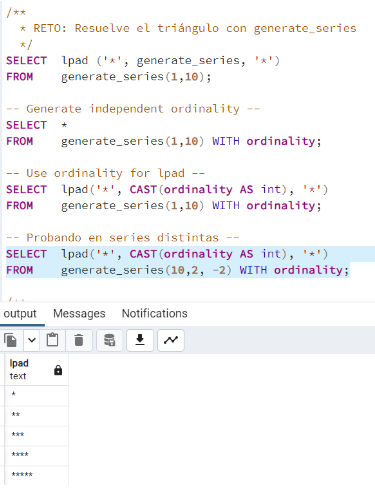 /**
* RETO: Resuelve el triángulo con generate_series
*/
SELECT lpad ('*', generate_series, '*')
FROM generate_series(1,10);
-- Generate independent ordinality --
SELECT *
FROM generate_series(1,10) WITH ordinality;
-- Use ordinality for lpad --
SELECT lpad('*', CAST(ordinality AS int), '*')
FROM generate_series(1,10) WITH ordinality;
-- Probando en series distintas --
SELECT lpad('*', CAST(ordinality AS int), '*')
FROM generate_series(10,2, -2) WITH ordinality;
output Messages Notifications
lpad
text
*
**
***
****
*****